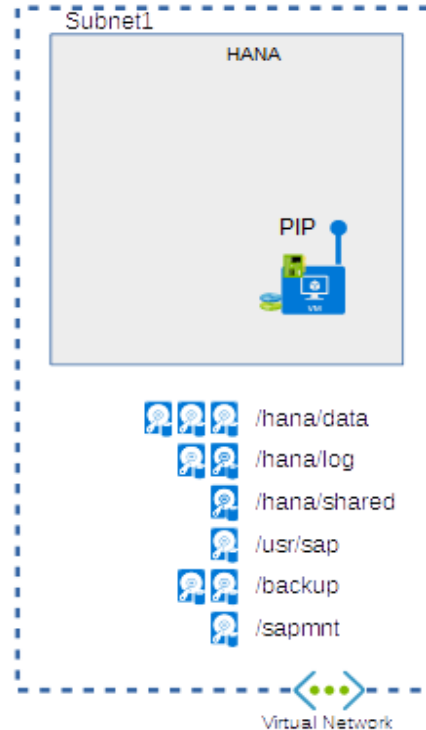 Subnet1
HANA
PIP
VM
/hana/data
/hana/log
/hana/shared
/usr/sap
/backup
/sapmnt
Virtual Network